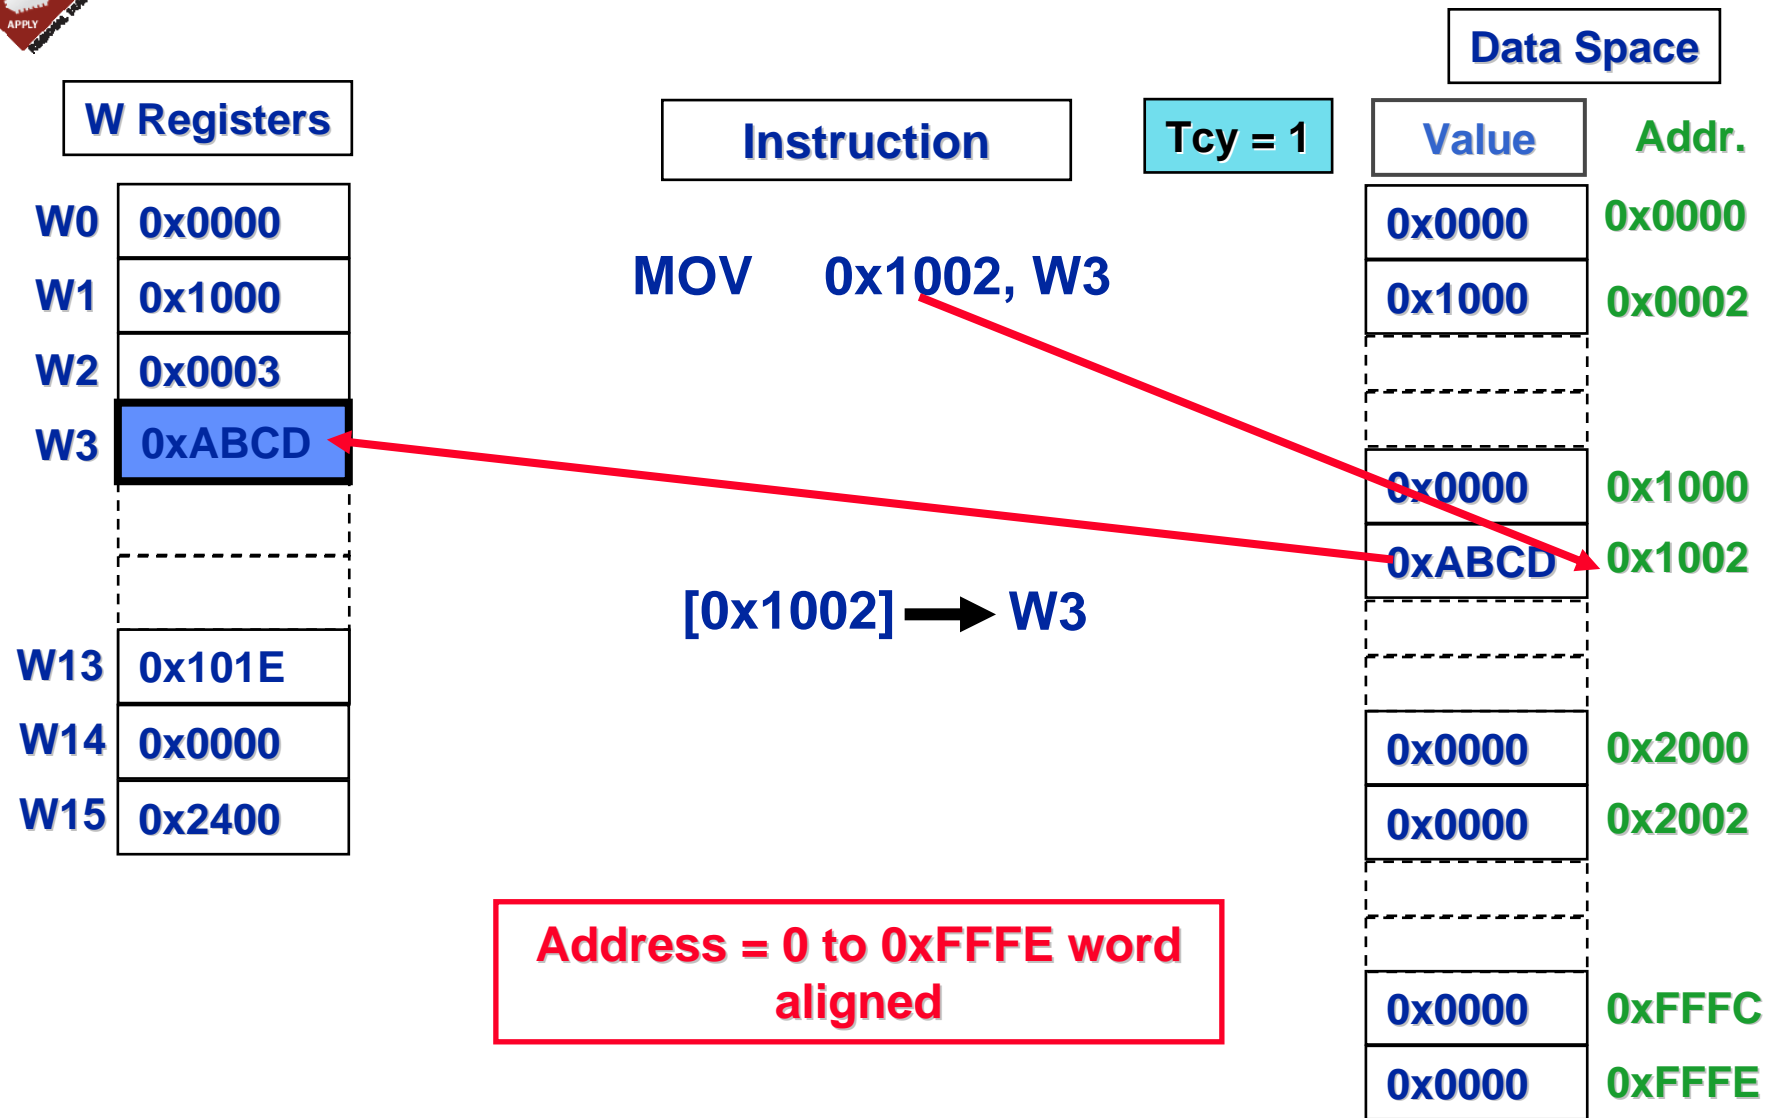 APPLY
Data Space
W Registers
Instruction
Tcy = 1
Value
Addr.
W0 0x0000
W1 0x1000
W2 0x0003
W3 0xABCD
W13 0x101E
W14 0x0000
W15 0x2400
MOV 0x1002, W3
[0x1002] W3
Address = 0 to 0xFFFE word
aligned
0x0000 0x0000
0x1000 0x0002
0x0000 0x1000
0xABCD 0x1002
0x0000 0x2000
0x0000 0x2002
0x0000 0xFFFC
0x0000 0xFFFE